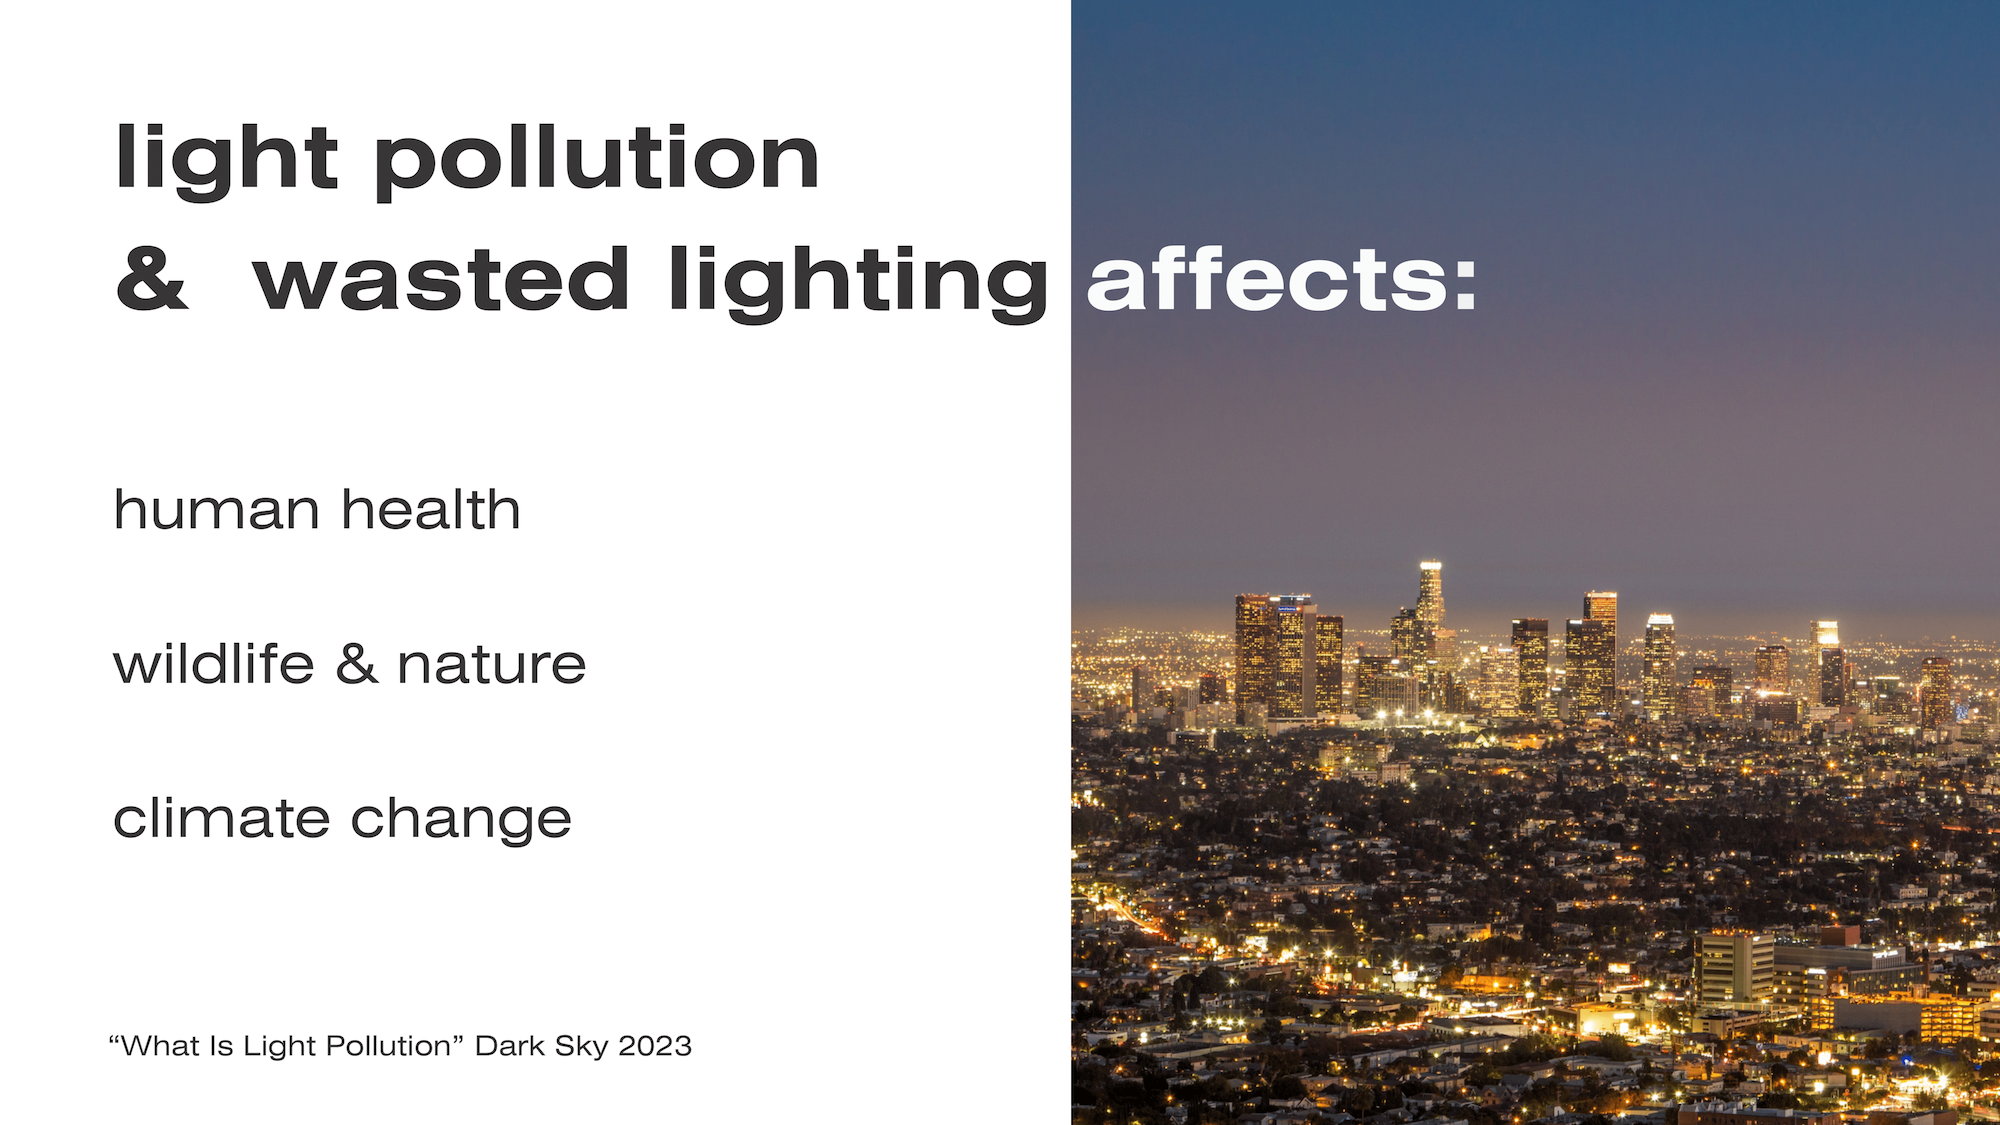 light pollution
& wasted lighting affects:
human health
wildlife & nature
climate change
“What Is Light Pollution” Dark Sky 2023